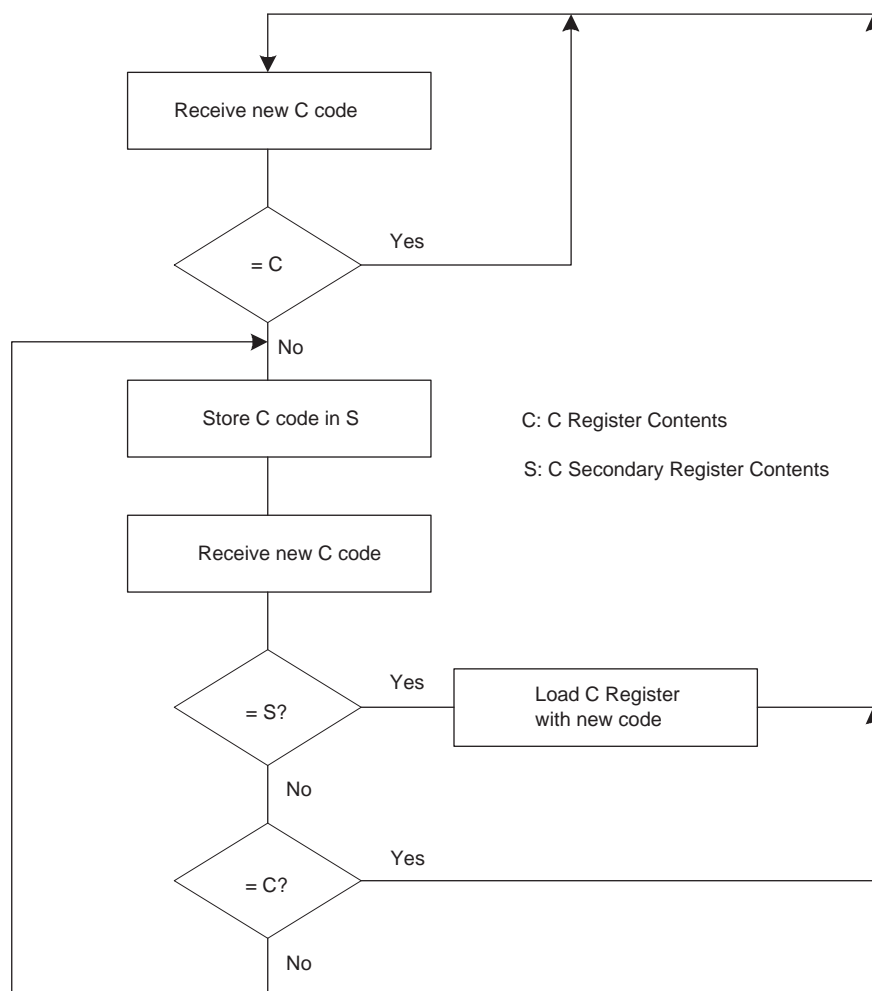 Receive new C code
= C
Yes
No
Store C code in S
C: C Register Contents
S: C Secondary Register Contents
Receive new C code
= S?
Yes
Load C Register
with new code
No
= C?
Yes
No